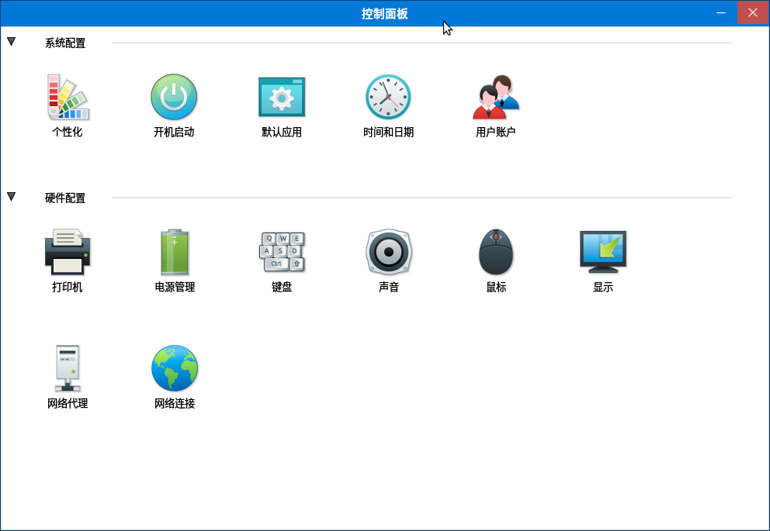 控制面板
系统配置
个性化
开机启动
默认应用
时间和日期
用户账户
硬件配置
打印机
电源管理
Q W E
A S D
Ctrl
键盘
声音
鼠标
显示
网络代理
网络连接